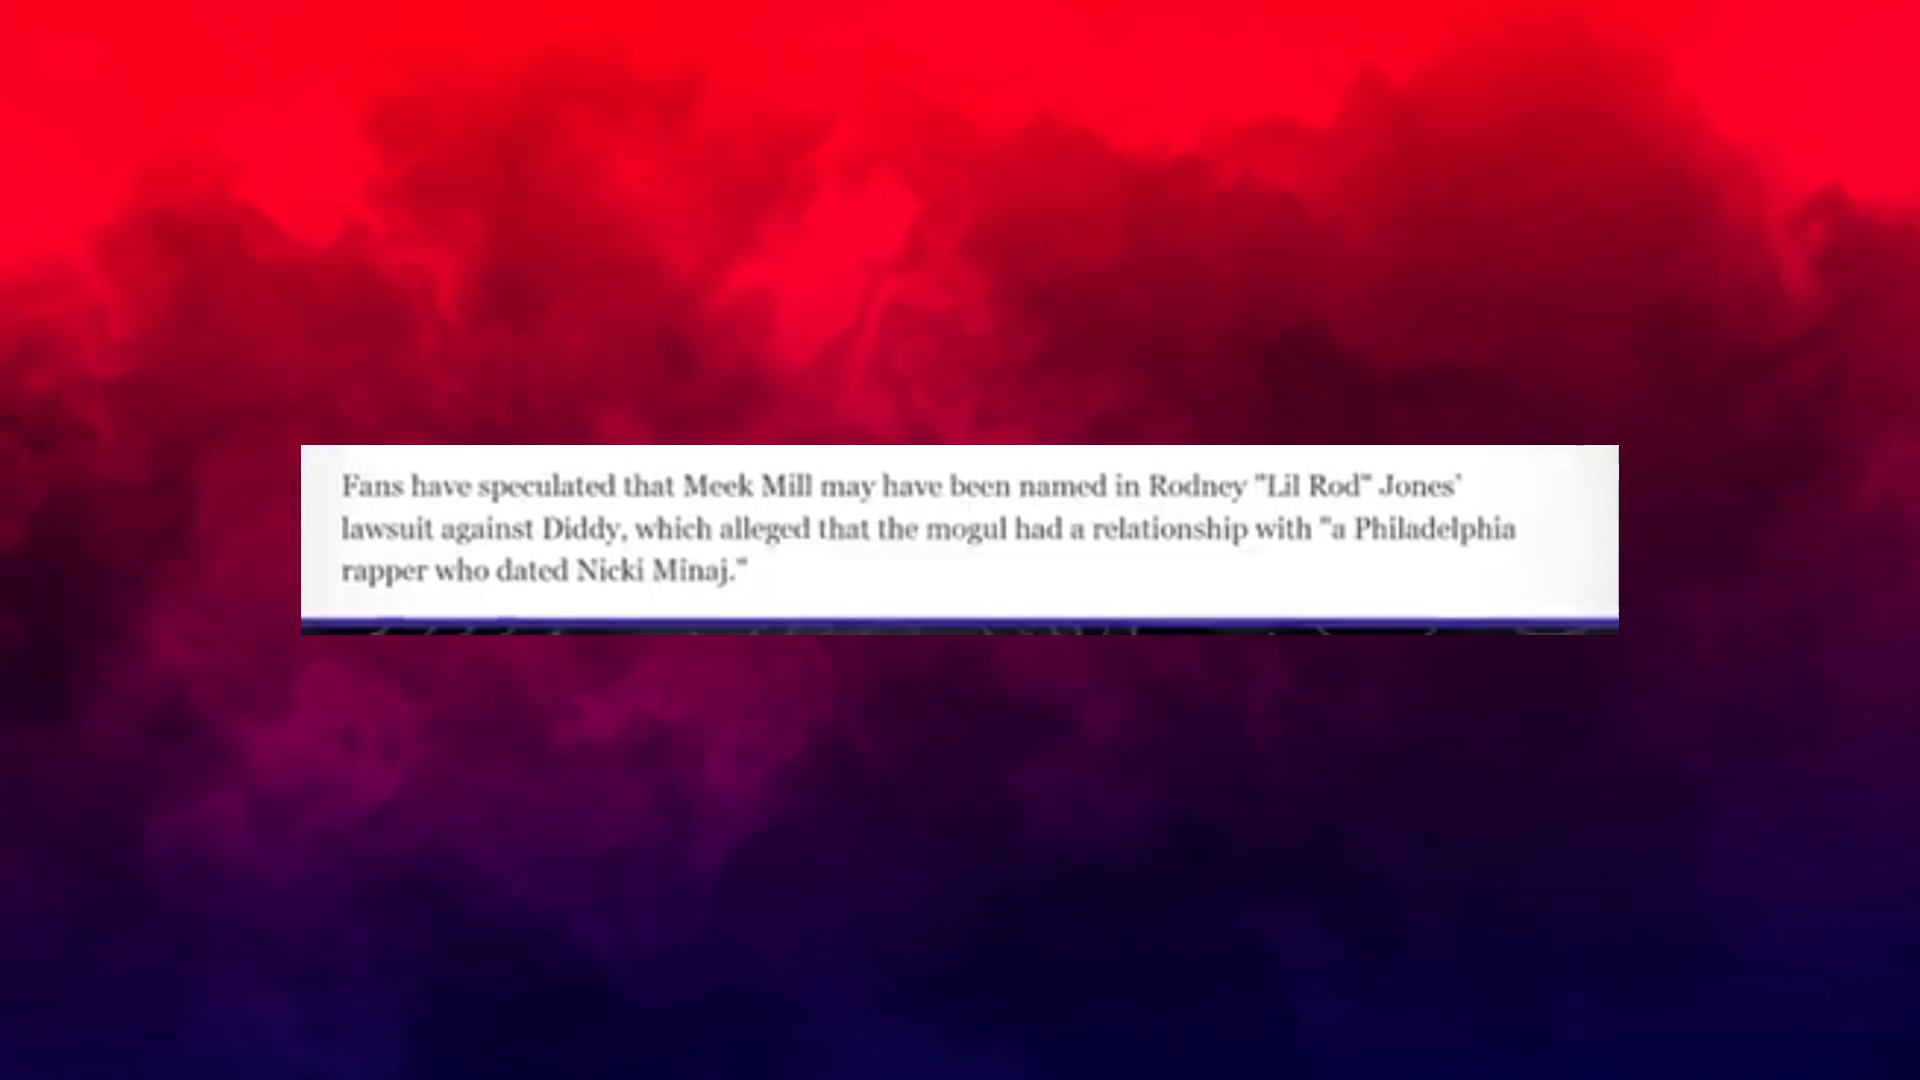 Fans have speculated that Meek Mill may have been named in Rodney "Lil Rod" Jones'
lawsuit against Diddy, which alleged that the mogul had a relationship with "a Philadelphia
rapper who dated Nicki Minaj."